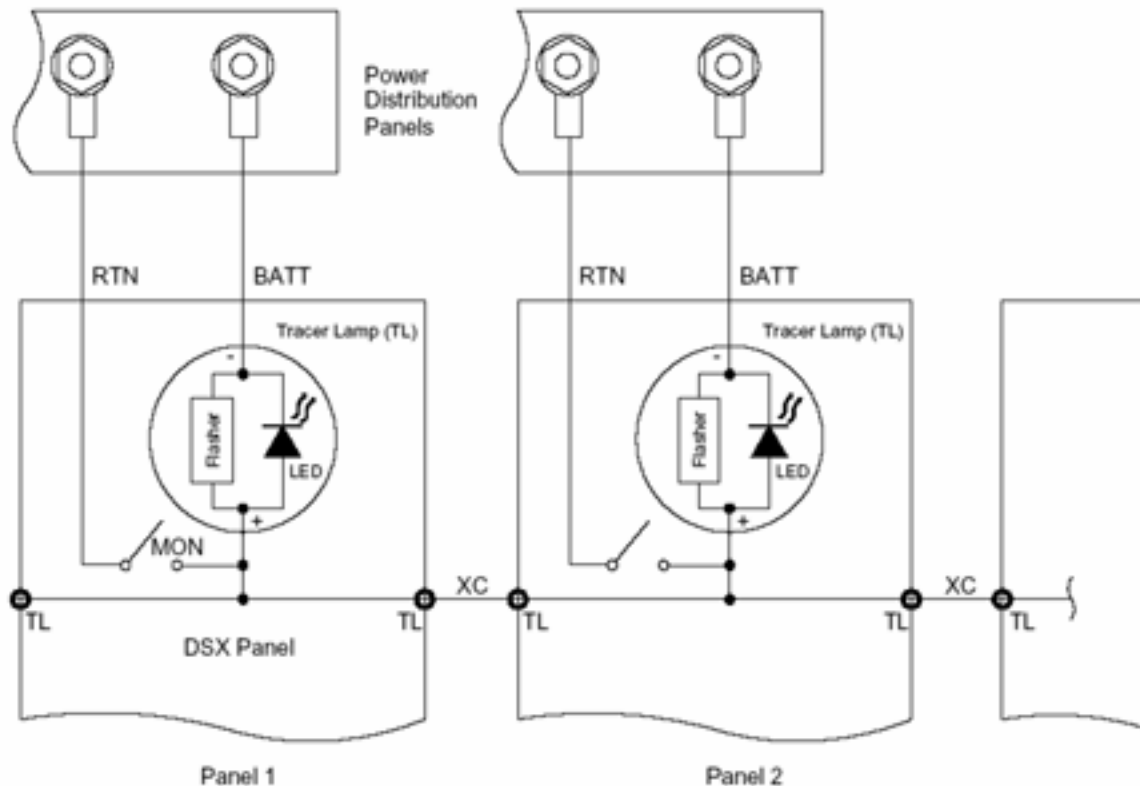 Power
Distribution
Panels
RTN
BATT
RTN
BATT
Tracer Lamp (TL)
Tracer Lamp (TL)
-
-
Flasher
LED
Flasher
LED
+
+
MON
XC
XC
TL
TL
TL
TL
TL
DSX Panel
Panel 1
Panel 2